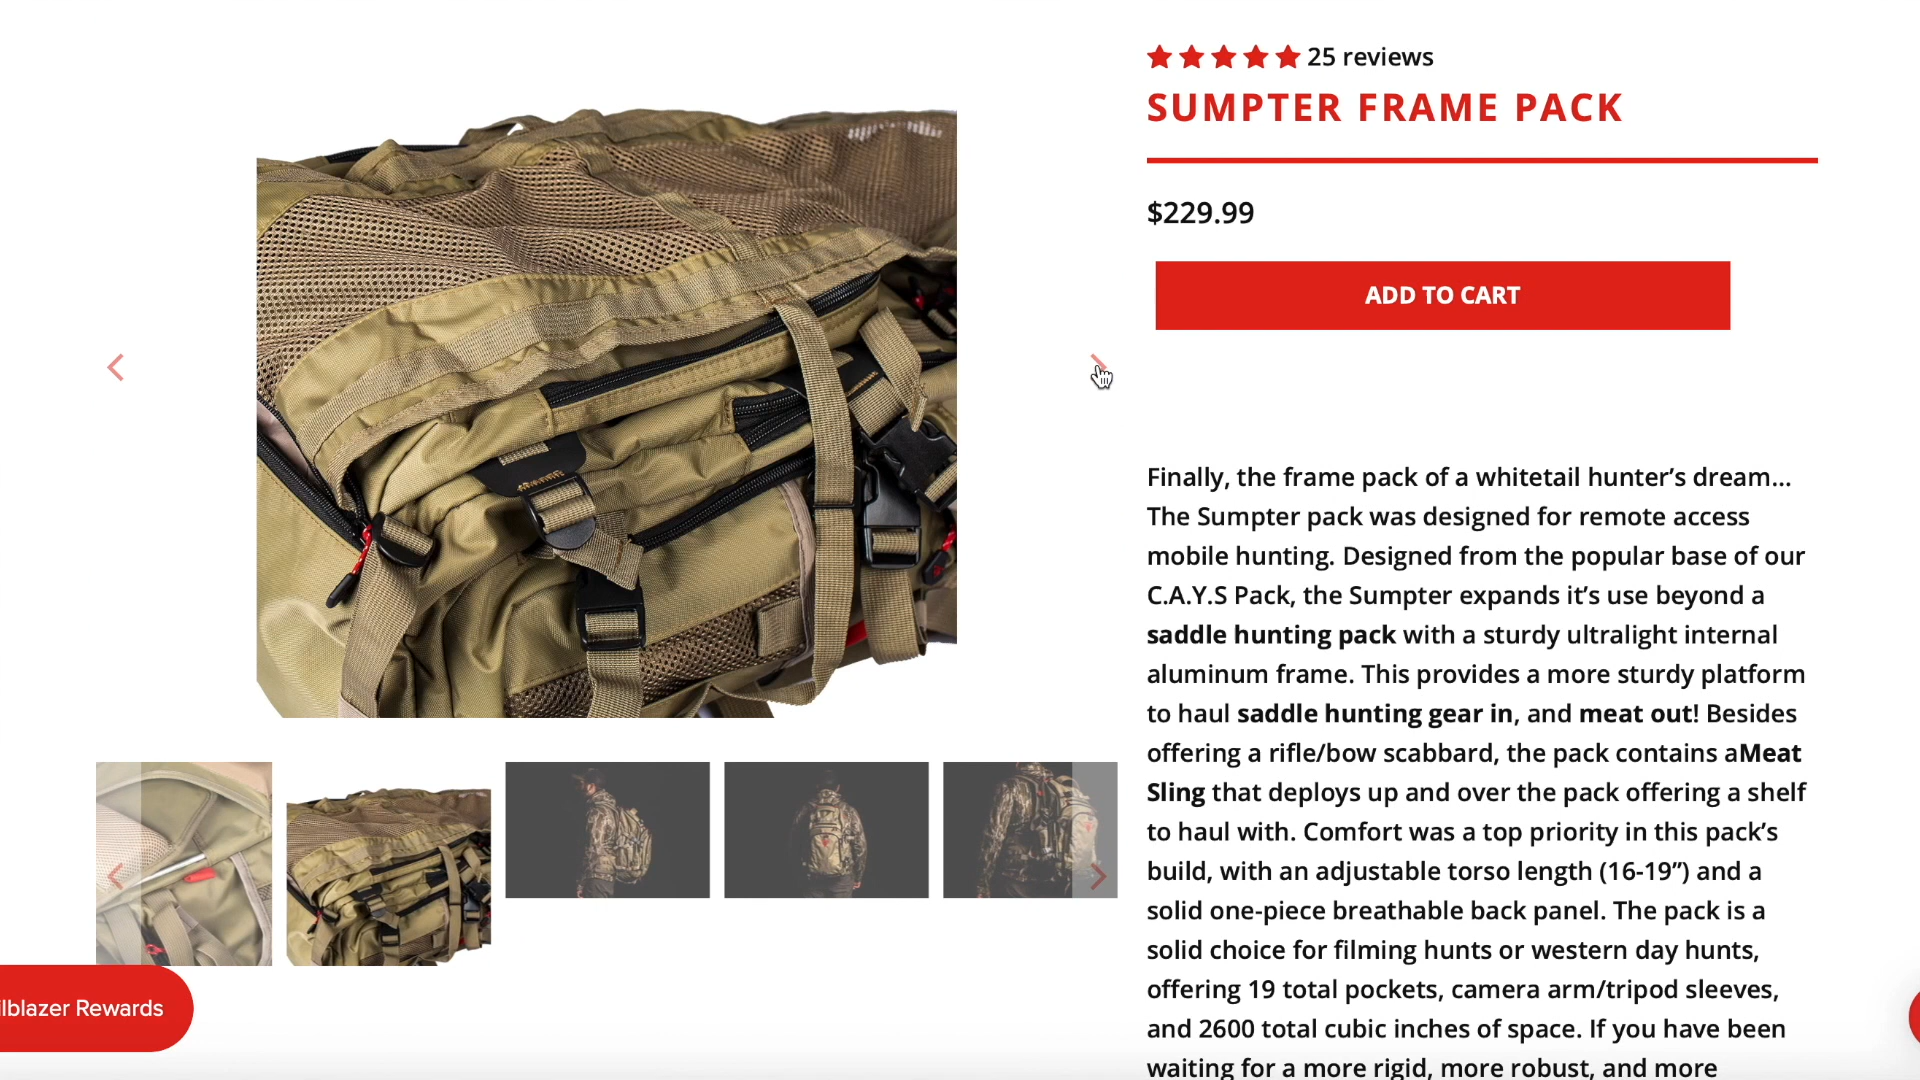 25 reviews
SUMPTER FRAME PACK
$229.99
ADD TO CART
Finally, the frame pack of a whitetail hunter’s dream…
The Sumpter pack was designed for remote access
mobile hunting. Designed from the popular base of our
C.A.Y.S Pack, the Sumpter expands it’s use beyond a
saddle hunting pack with a sturdy ultralight internal
aluminum frame. This provides a more sturdy platform
to haul saddle hunting gear in, and meat out! Besides
offering a rifle/bow scabbard, the pack contains aMeat
Sling that deploys up and over the pack offering a shelf
to haul with. Comfort was a top priority in this pack’s
build, with an adjustable torso length (16-19”) and a
solid one-piece breathable back panel. The pack is a
solid choice for filming hunts or western day hunts,
offering 19 total pockets, camera arm/tripod sleeves,
and 2600 total cubic inches of space. If you have been
waiting for a more rigid, more robust, and more
ilblazer Rewards